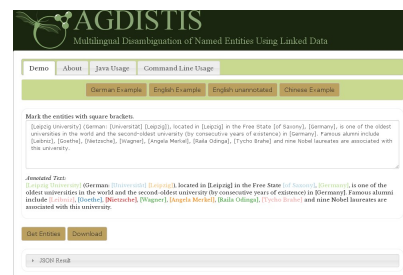 AGDISTIS
Multilingual Disambiguation of Named Entities Using Linked Data
Demo About Java Usage Command Line Usage
German Example English Example English unannotated Chinese Example
Mark the entities with square brackets.
[Leipzig University] (German: [Universität] [Leipzig]), located in [Leipzig] in the Free State [of Saxony], [Germany], is one of the oldest
universities in the world and the second-oldest university (by consecutive years of existence) in [Germany]. Famous alumni include
[Leibniz], [Goethe], [Nietzsche], [Wagner], [Angela Merkel], [Raila Odinga], [Tycho Brahe] and nine Nobel laureates are associated with
this university.
Annotated Text:
[Leipzig University] (German: [Universität] [Leipzig]), located in [Leipzig] in the Free State [of Saxony], [Germany], is one of the
oldest universities in the world and the second-oldest university (by consecutive years of existence) in [Germany]. Famous alumni
include [Leibniz], [Goethe], [Nietzsche], [Wagner], [Angela Merkel], [Raila Odinga], [Tycho Brahe] and nine Nobel laureates are
associated with this university.
Get Entities Download
JSON Result